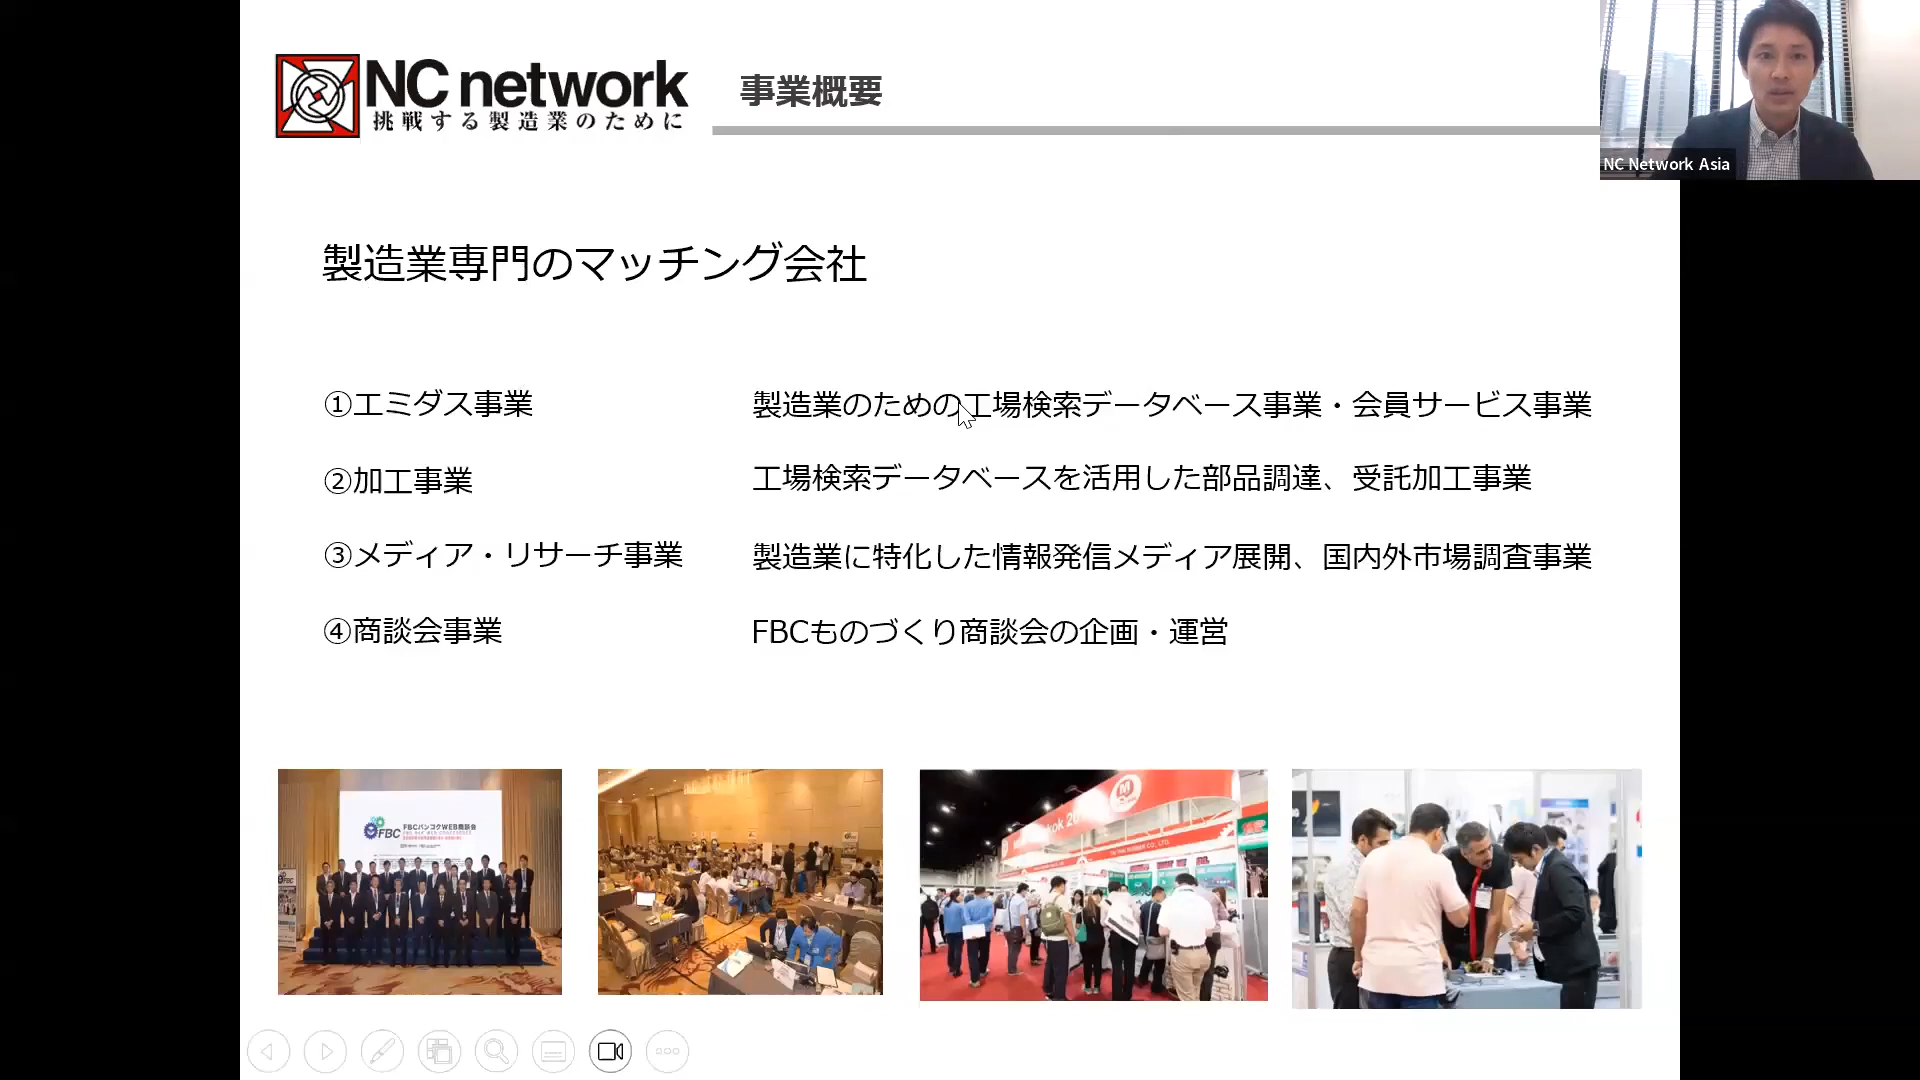 NC network
挑戦する製造業のために
事業概要
NC Network Asia
製造業専門のマッチング会社
①エミダス事業
製造業のための工場検索データベース事業・会員サービス事業
②加工事業
工場検索データベースを活用した部品調達、受託加工事業
③メディア・リサーチ事業
製造業に特化した情報発信メディア展開、国内外市場調査事業
④商談会事業
FBCものづくり商談会の企画・運営
FBC
FBCバンコクWEB商談会
FBC